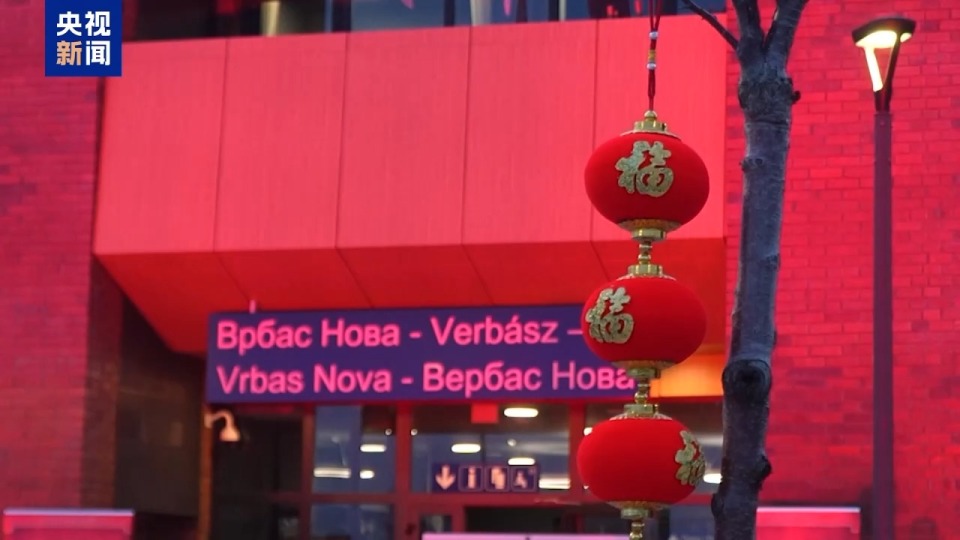 央视
新闻
福
Врбас Нова - Verbász –
Vrbas Nova - Вербас Нова
福
福